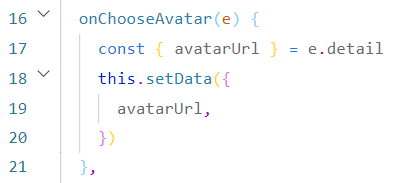 16 onChooseAvatar(e) {
17 const { avatarUrl } = e.detail
18 this.setData({
19 avatarUrl,
20 })
21 },